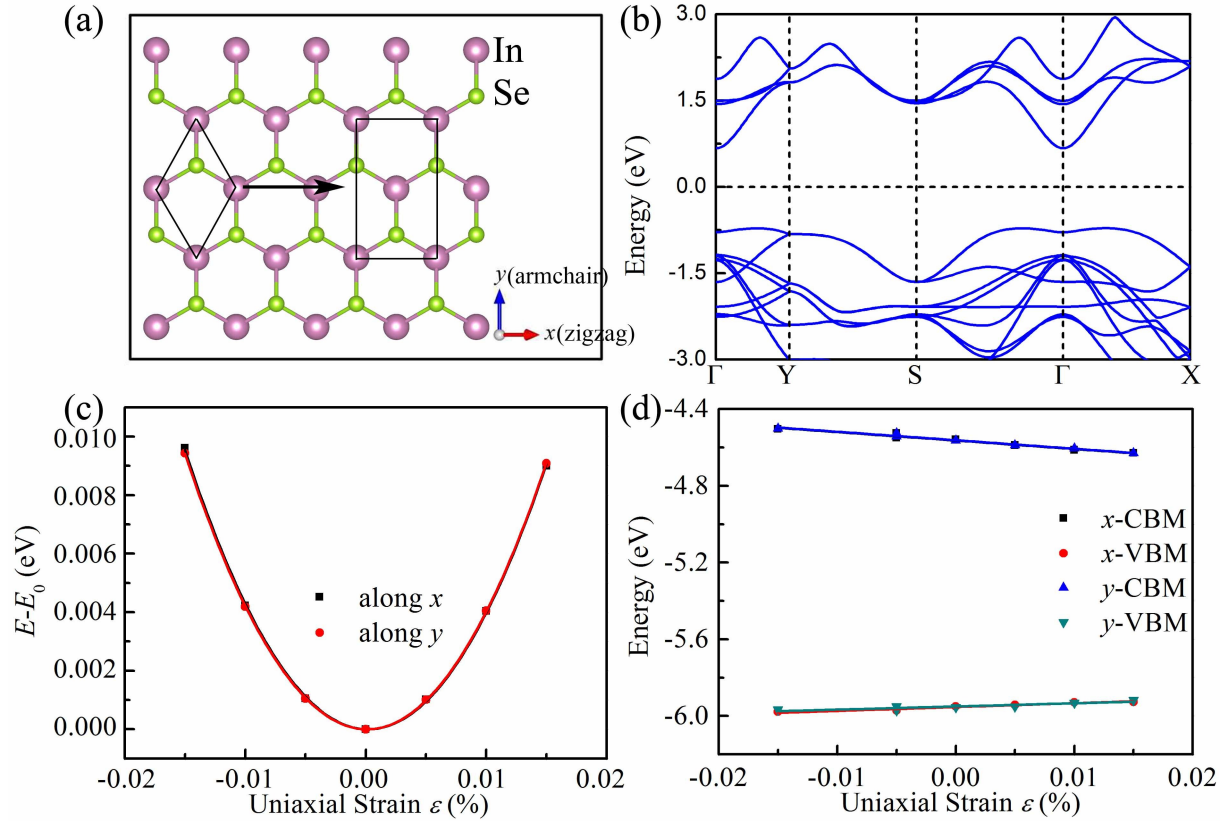 (a)
In
Se
y(armchair)
x(zigzag)
(b)
3.0
1.5
0.0
-1.5
-3.0
Energy (eV)
Γ Y S Γ X
(c)
0.010
0.008
0.006
0.004
0.002
0.000
E-E₀ (eV)
along x
along y
-0.02 -0.01 0.00 0.01 0.02
Uniaxial Strain ε (%)
(d)
-4.4
-4.8
-5.2
-5.6
-6.0
Energy (eV)
x-CBM
x-VBM
y-CBM
y-VBM
-0.02 -0.01 0.00 0.01 0.02
Uniaxial Strain ε (%)